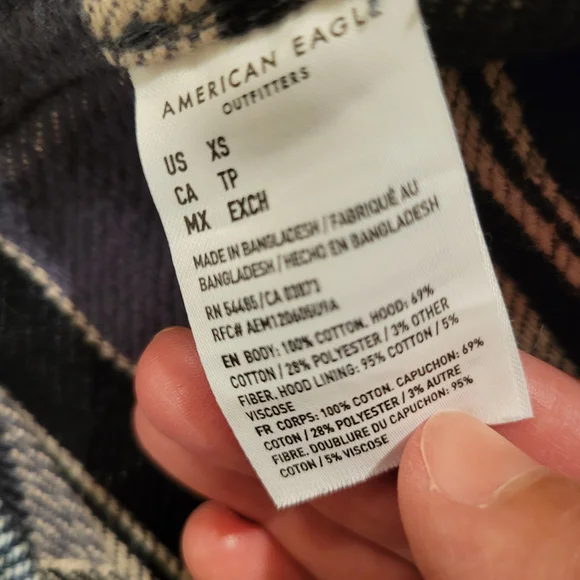 AMERICAN EAGLE
OUTFITTERS
US XS
CA TP
MX EXCH
MADE IN BANGLADESH / FABRIQUÉ AU
BANGLADESH / HECHO EN BANGLADESH
RN 54485 / CA 03873
RFC# AEM120605U9A
EN BODY: 100% COTTON. HOOD: 69%
COTTON / 28% POLYESTER / 3% OTHER
FIBER. HOOD LINING: 95% COTTON / 5%
VISCOSE
FR CORPS: 100% COTON. CAPUCHON: 69%
COTON / 28% POLYESTER / 3% AUTRE
FIBRE. DOUBLURE DU CAPUCHON: 95%
COTON / 5% VISCOSE